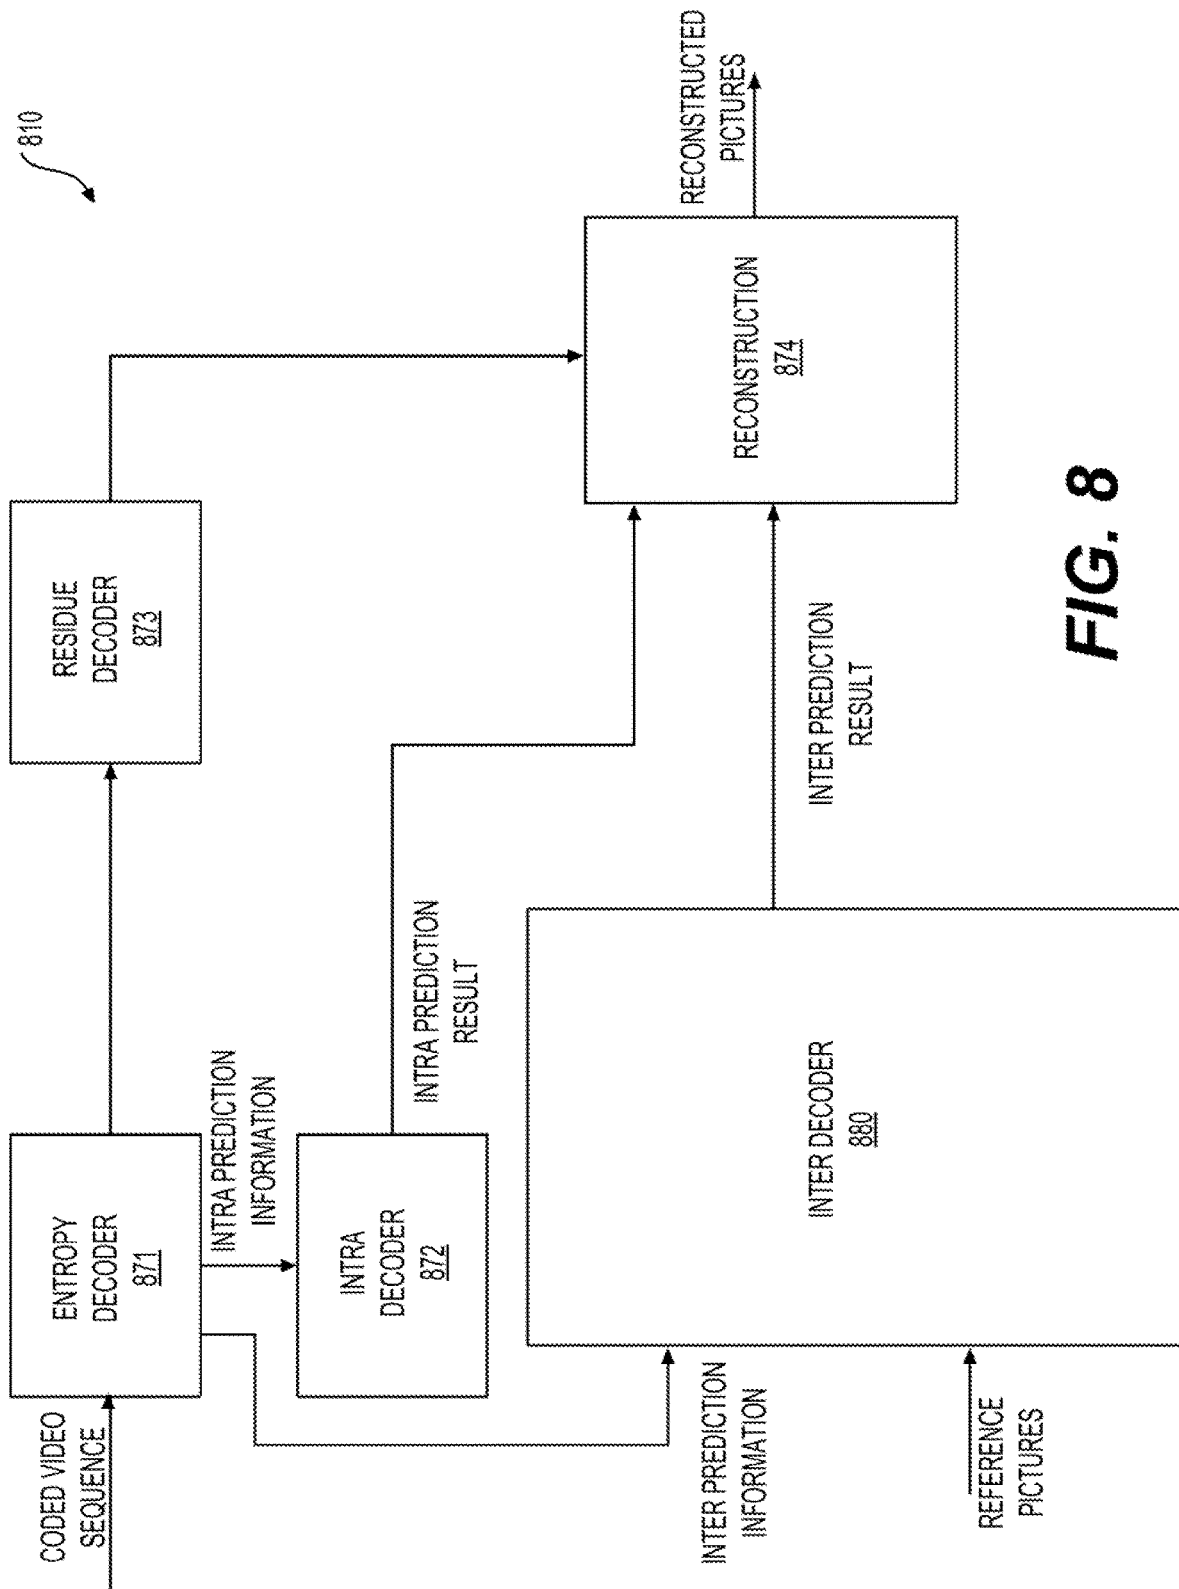 810
CODED VIDEO
SEQUENCE
ENTROPY
DECODER
871
RESIDUE
DECODER
873
INTRA PREDICTION
INFORMATION
INTRA
DECODER
872
INTRA PREDICTION
RESULT
INTER PREDICTION
INFORMATION
REFERENCE
PICTURES
INTER DECODER
880
INTER PREDICTION
RESULT
RECONSTRUCTION
874
RECONSTRUCTED
PICTURES
FIG. 8